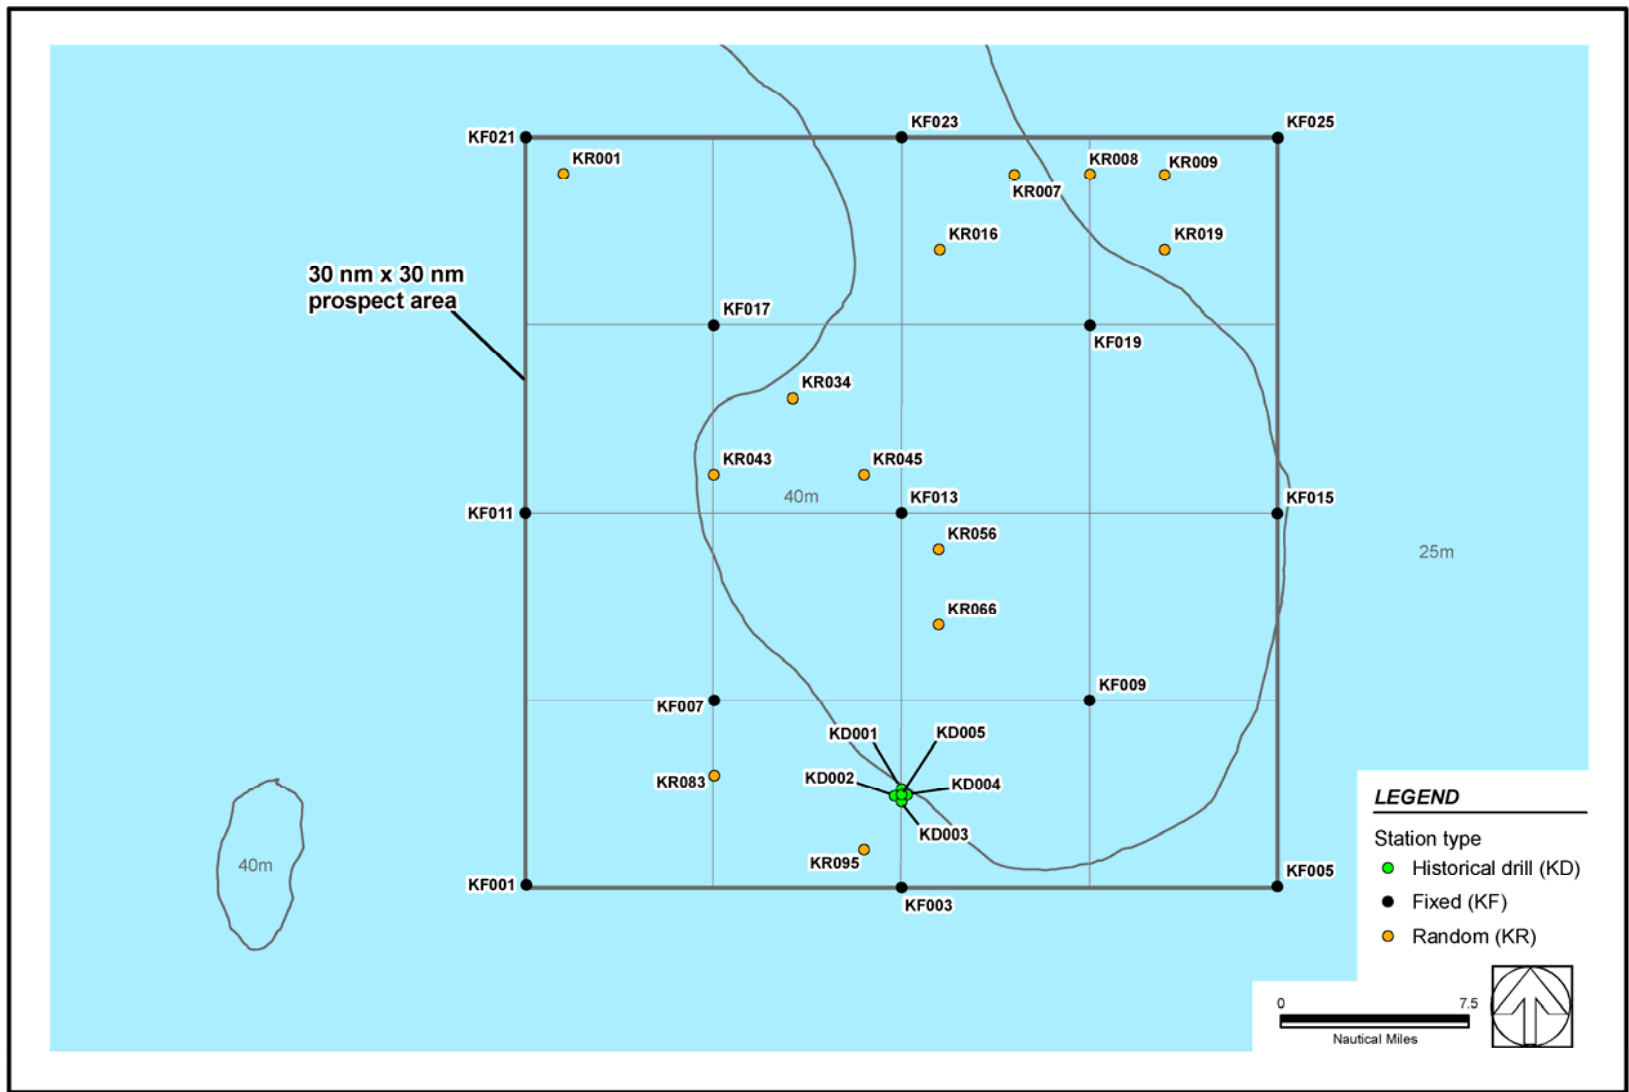 KF021
KF023
KF025
KR001
KR008
KR009
KR007
KR016
KR019
30 nm x 30 nm
prospect area
KF017
KF019
KR034
KR043
KR045
40m
KF013
KF011
KF015
KR056
25m
KR066
KF009
KF007
KD001
KD005
KD002
KD004
KR083
KD003
KR095
40m
KF001
KF003
KF005
LEGEND
Station type
Historical drill (KD)
Fixed (KF)
Random (KR)
0 7.5
Nautical Miles